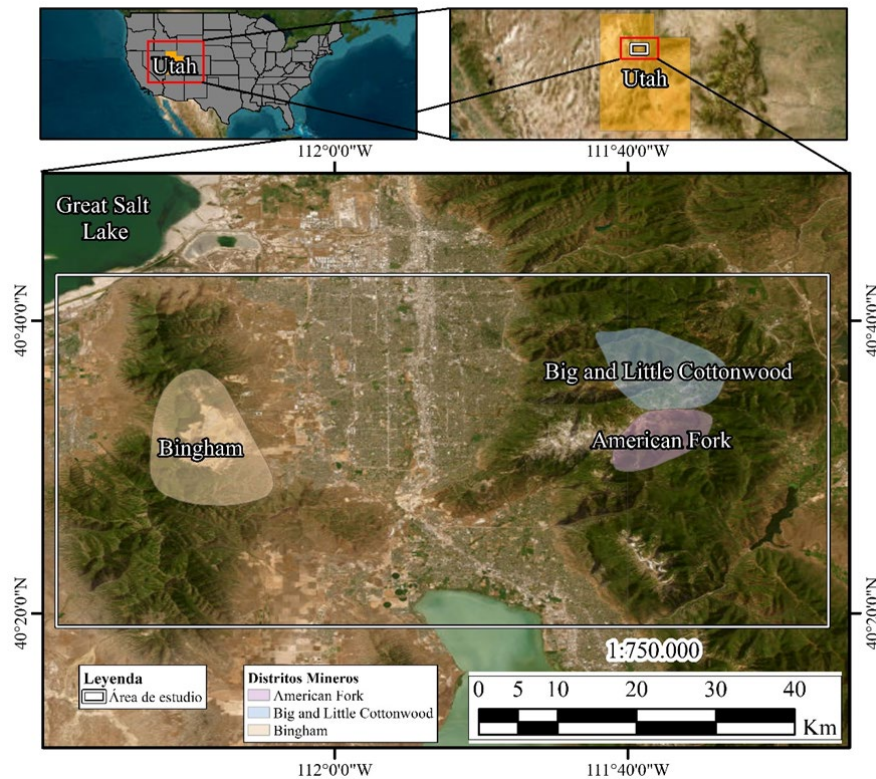 Utah
Utah
112°0'0"W
111°40'0"W
Great Salt
Lake
40°40'0"N
40°40'0"N
Big and Little Cottonwood
American Fork
Bingham
40°20'0"N
40°20'0"N
1:750.000
Leyenda
Área de estudio
Distritos Mineros
American Fork
Big and Little Cottonwood
Bingham
0 5 10 20 30 40
Km
112°0'0"W
111°40'0"W